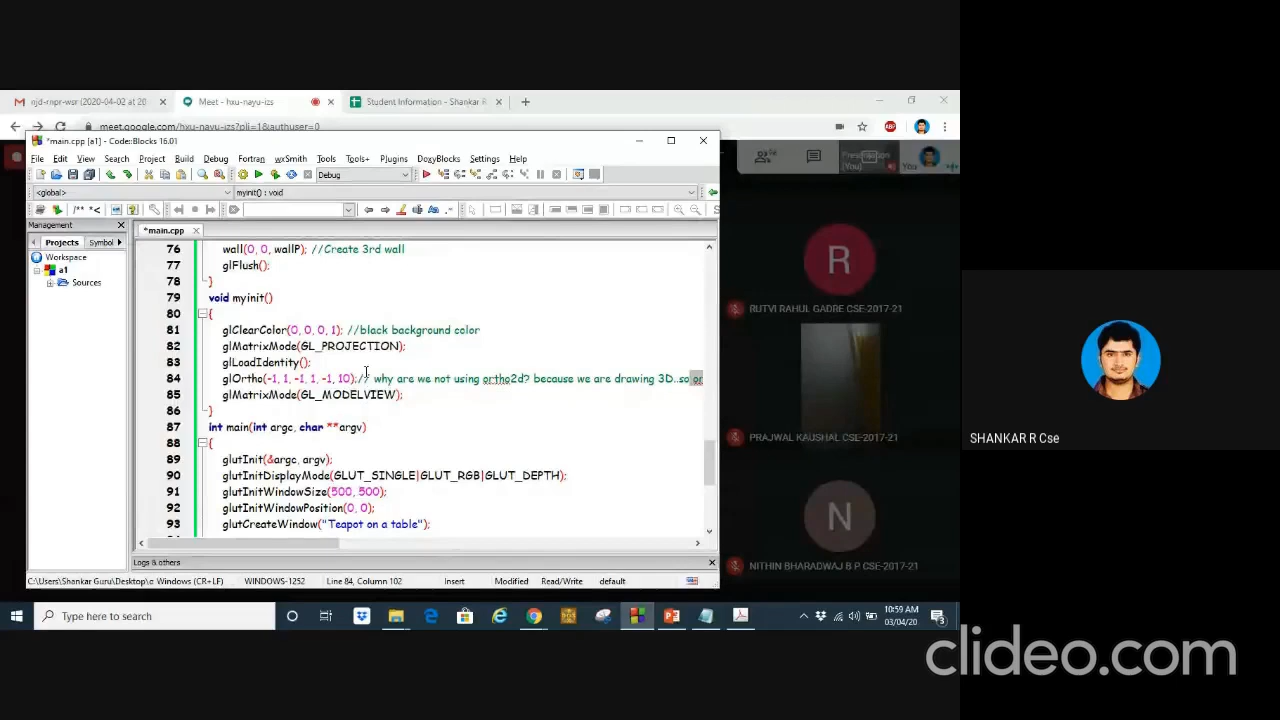 njd-rnpr-wsr (2020-04-02 at 20
Meet - hxu-nayu-izs
Student Information - Shankar R
meet.google.com/hxu-nayu-izs?pli=1&authuser=0
*main.cpp [a1] - Code::Blocks 16.01
File Edit View Search Project Build Debug Fortran wxSmith Tools Tools+ Plugins DoxyBlocks Settings Help
Debug
<global>
myinit() : void
/** *<
Management
Projects Symbol
Workspace
a1
Sources
*main.cpp
76 wall(0, 0, wallP); //Create 3rd wall
77 glFlush();
78 }
79 void myinit()
80 {
81 glClearColor(0, 0, 0, 1); //black background color
82 glMatrixMode(GL_PROJECTION);
83 glLoadIdentity();
84 glOrtho(-1, 1, -1, 1, -1, 10);// why are we not using ortho2d? because we are drawing 3D..so or
85 glMatrixMode(GL_MODELVIEW);
86 }
87 int main(int argc, char **argv)
88 {
89 glutInit(&argc, argv);
90 glutInitDisplayMode(GLUT_SINGLE|GLUT_RGB|GLUT_DEPTH);
91 glutInitWindowSize(500, 500);
92 glutInitWindowPosition(0, 0);
93 glutCreateWindow("Teapot on a table");
Logs & others
C:\Users\Shankar Guru\Desktop\a Windows (CR+LF) WINDOWS-1252 Line 84, Column 102 Insert Modified Read/Write default
Presentation
(You)
You
R
RUTVI RAHUL GADRE CSE-2017-21
PRAJWAL KAUSHAL CSE-2017-21
N
NITHIN BHARADWAJ B P CSE-2017-21
SHANKAR R Cse
Type here to search
10:59 AM
03/04/20
3
clideo.com